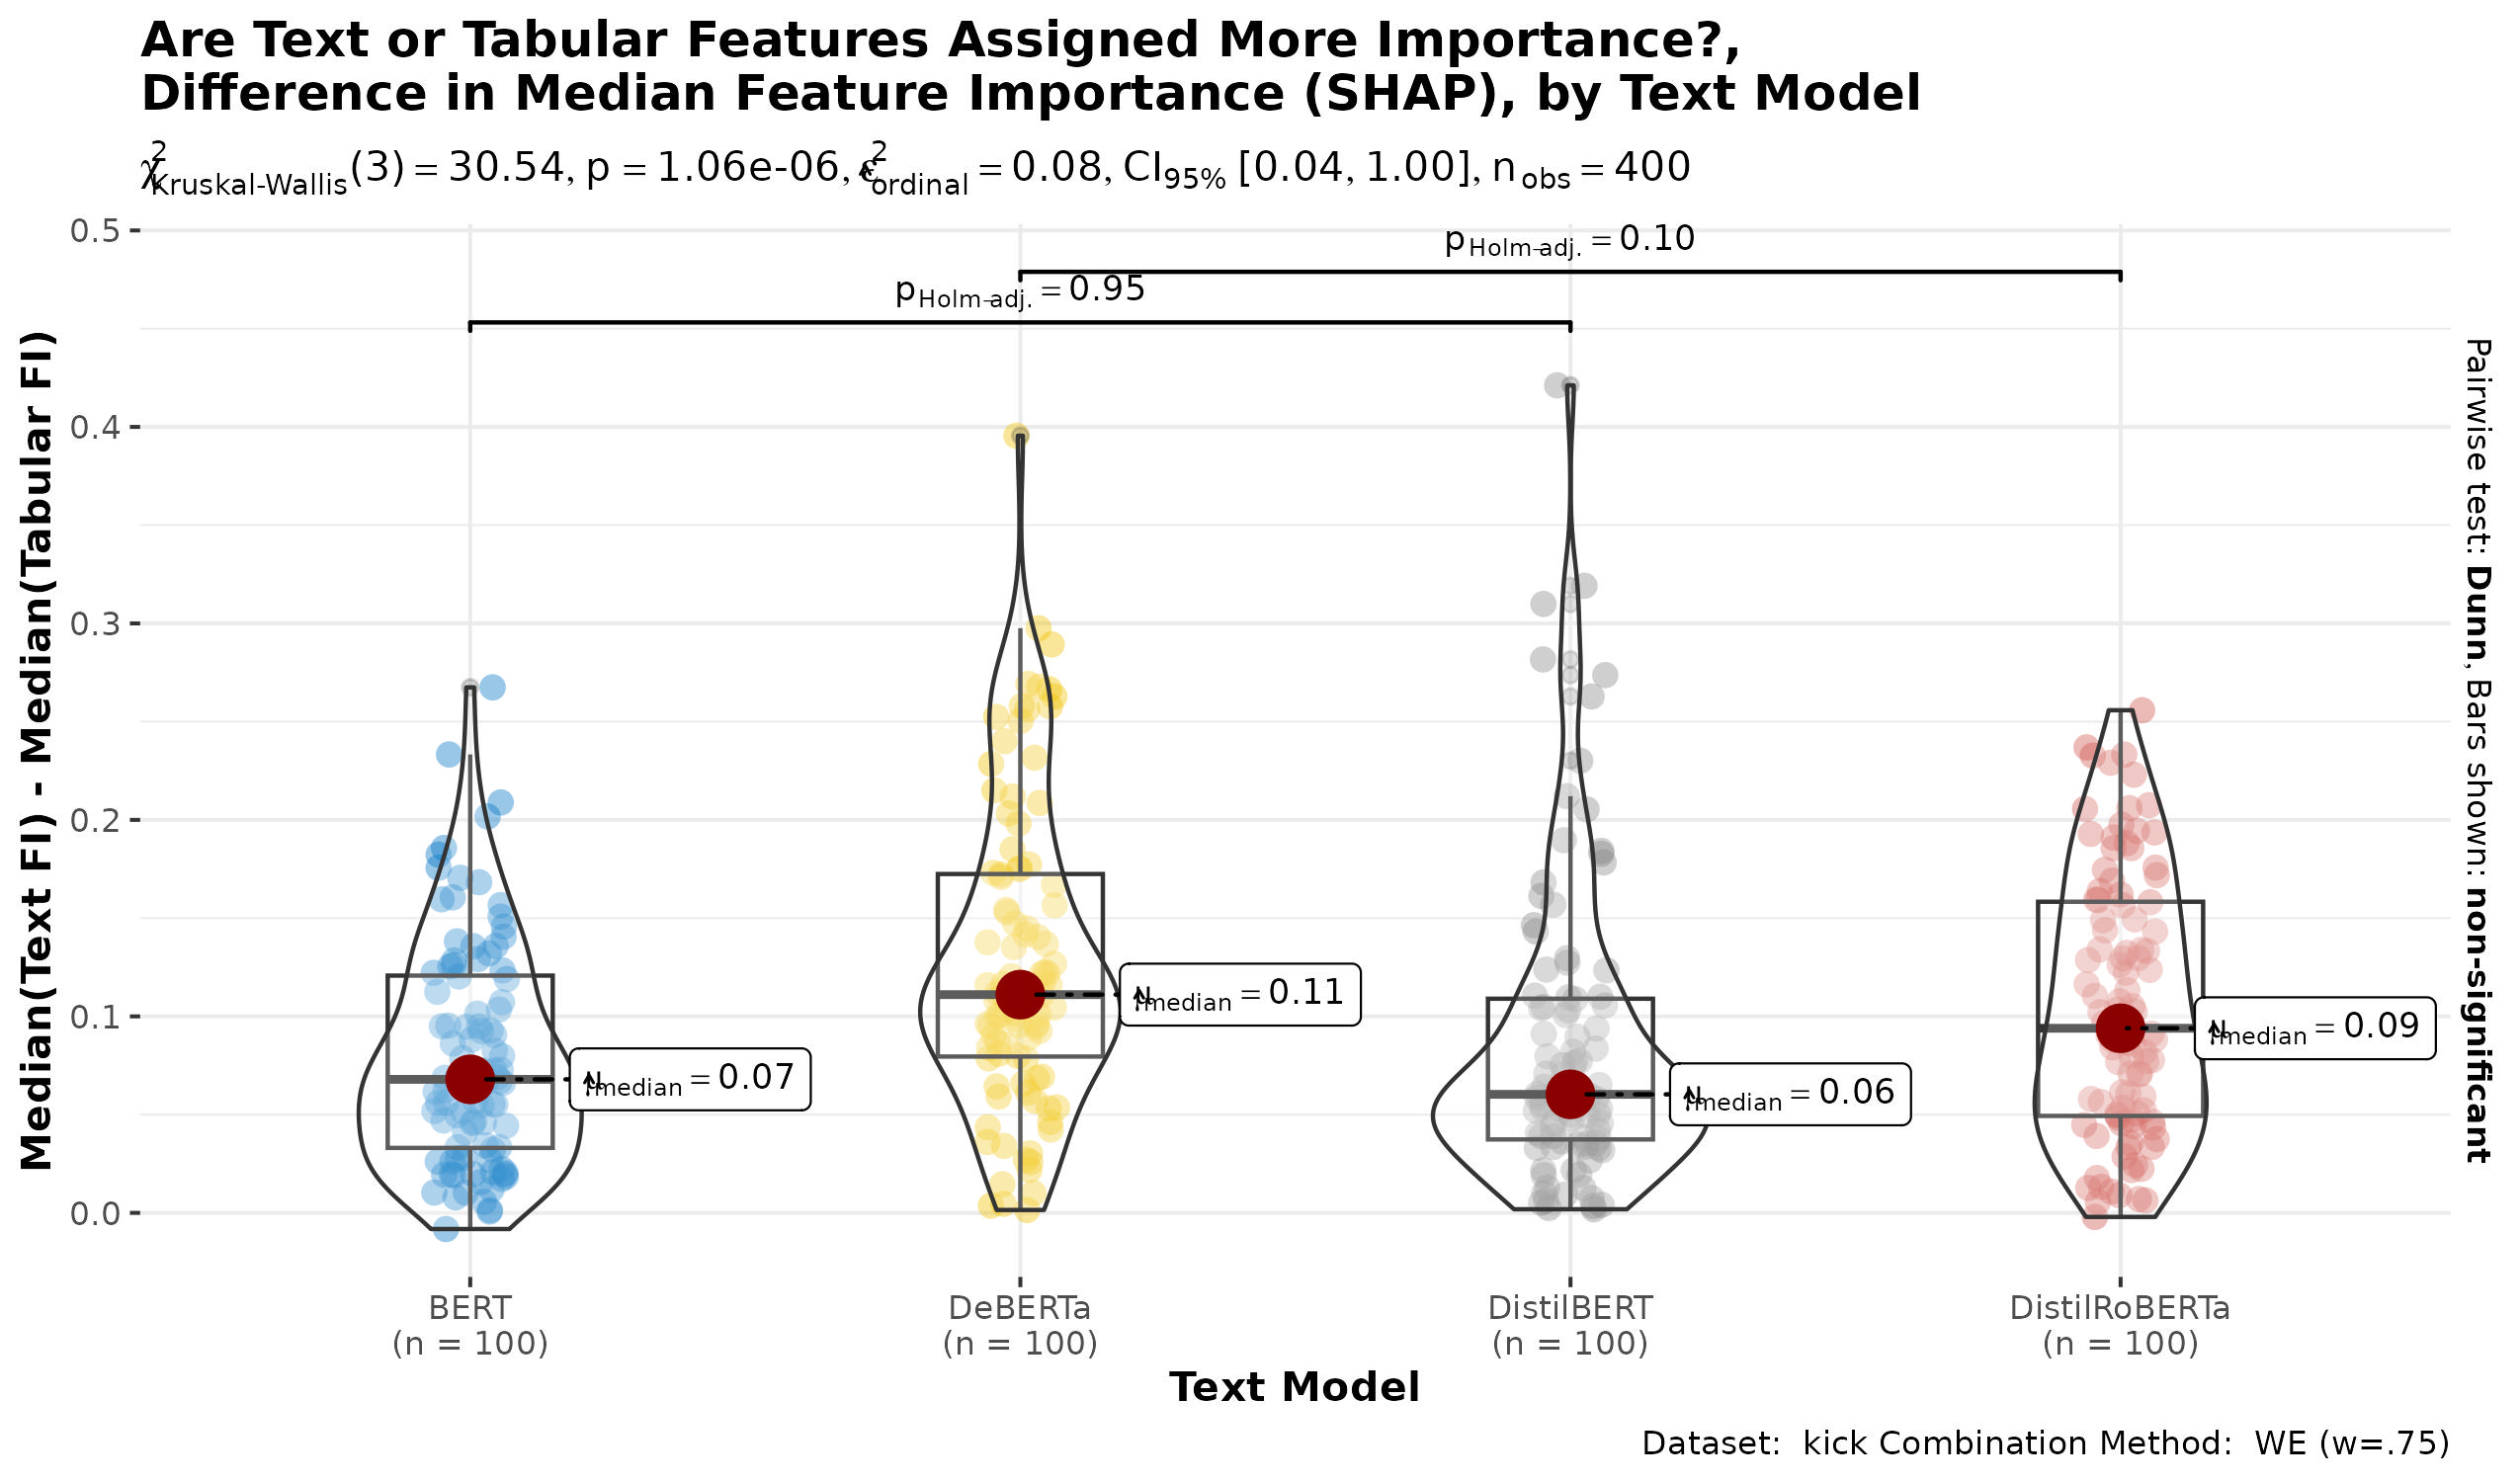 Are Text or Tabular Features Assigned More Importance?,
Difference in Median Feature Importance (SHAP), by Text Model
χ²Kruskal-Wallis(3) = 30.54, p = 1.06e-06, ε̂²ordinal = 0.08, CI95% [0.04, 1.00], nobs = 400
Median(Text FI) - Median(Tabular FI)
0.5
0.4
0.3
0.2
0.1
0.0
pHolm-adj. = 0.10
pHolm-adj. = 0.95
μ̂median = 0.07
μ̂median = 0.11
μ̂median = 0.06
μ̂median = 0.09
Pairwise test: Dunn, Bars shown: non-significant
BERT
(n = 100)
DeBERTa
(n = 100)
DistilBERT
(n = 100)
DistilRoBERTa
(n = 100)
Text Model
Dataset:  kick Combination Method:  WE (w=.75)